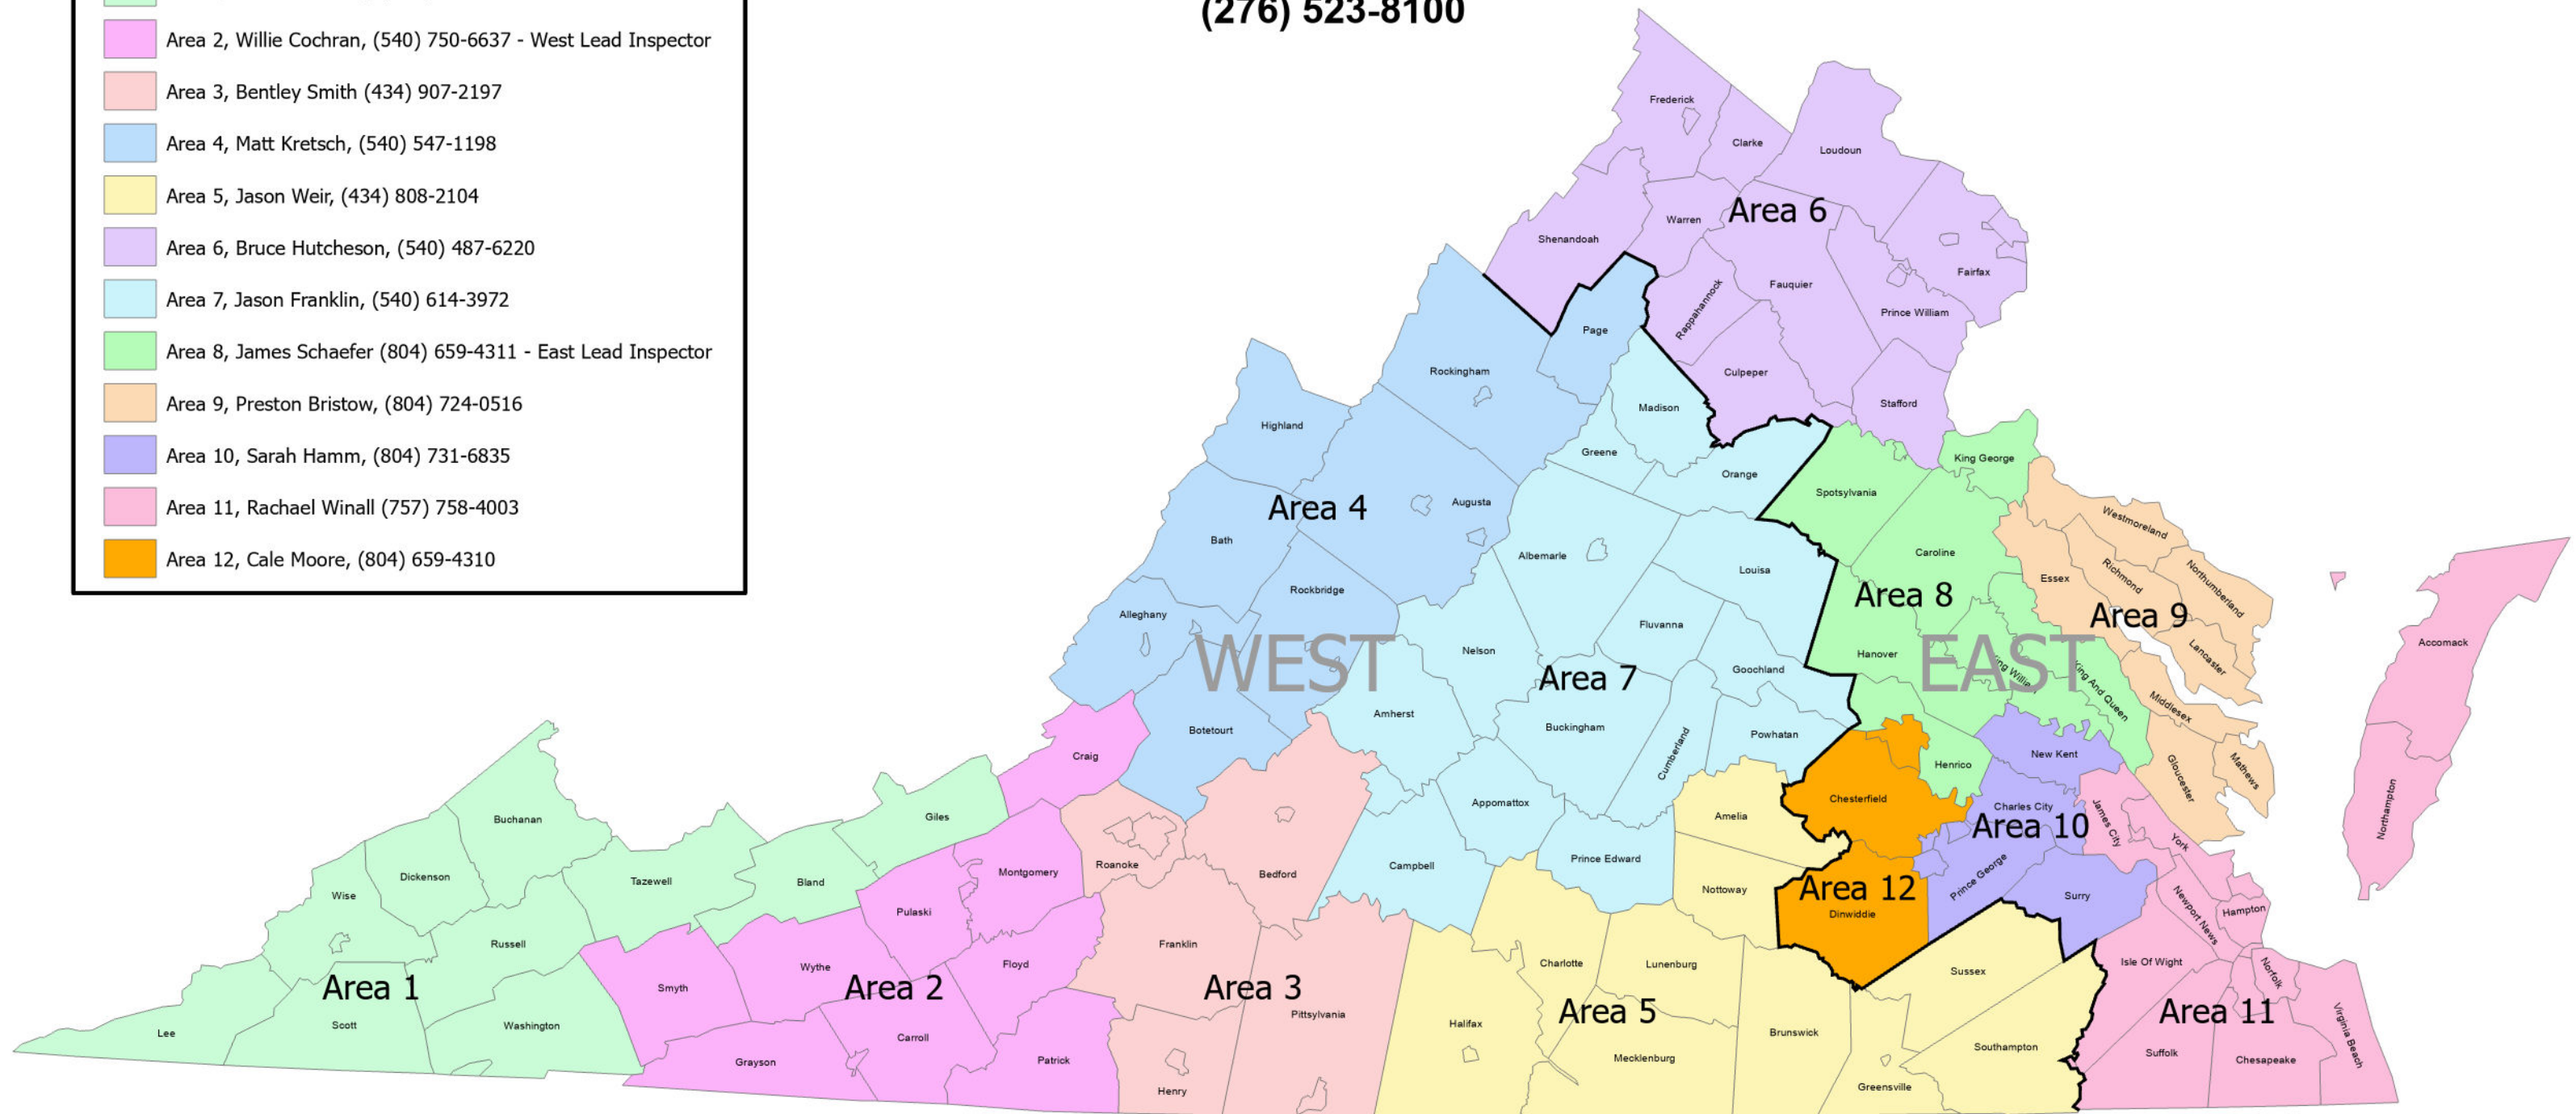 (276) 523-8100
Area 2, Willie Cochran, (540) 750-6637 - West Lead Inspector
Area 3, Bentley Smith (434) 907-2197
Area 4, Matt Kretsch, (540) 547-1198
Area 5, Jason Weir, (434) 808-2104
Area 6, Bruce Hutcheson, (540) 487-6220
Area 7, Jason Franklin, (540) 614-3972
Area 8, James Schaefer (804) 659-4311 - East Lead Inspector
Area 9, Preston Bristow, (804) 724-0516
Area 10, Sarah Hamm, (804) 731-6835
Area 11, Rachael Winall (757) 758-4003
Area 12, Cale Moore, (804) 659-4310
Frederick
Clarke
Loudoun
Warren
Area 6
Shenandoah
Fairfax
Fauquier
Rappahannock
Prince William
Page
Rockingham
Culpeper
Stafford
Madison
Highland
Greene
King George
Orange
Spotsylvania
Area 4
Augusta
Westmoreland
Bath
Caroline
Albemarle
Louisa
Essex
Richmond
Northumberland
Rockbridge
Area 8
Area 9
Alleghany
Fluvanna
Accomack
WEST
EAST
Nelson
Hanover
Lancaster
Goochland
King William
King And Queen
Area 7
Middlesex
Amherst
Buckingham
Botetourt
Powhatan
Cumberland
Craig
New Kent
Henrico
Gloucester
Mathews
Appomattox
Chesterfield
Charles City
Northampton
Buchanan
Giles
Amelia
Area 10
James City
York
Prince Edward
Roanoke
Campbell
Montgomery
Bedford
Dickenson
Tazewell
Bland
Prince George
Nottoway
Area 12
Wise
Surry
Pulaski
Dinwiddie
Newport News
Hampton
Russell
Franklin
Wythe
Floyd
Charlotte
Lunenburg
Isle Of Wight
Sussex
Norfolk
Area 1
Smyth
Area 2
Area 3
Area 5
Area 11
Pittsylvania
Lee
Scott
Washington
Halifax
Brunswick
Virginia Beach
Carroll
Southampton
Suffolk
Grayson
Patrick
Mecklenburg
Chesapeake
Henry
Greensville